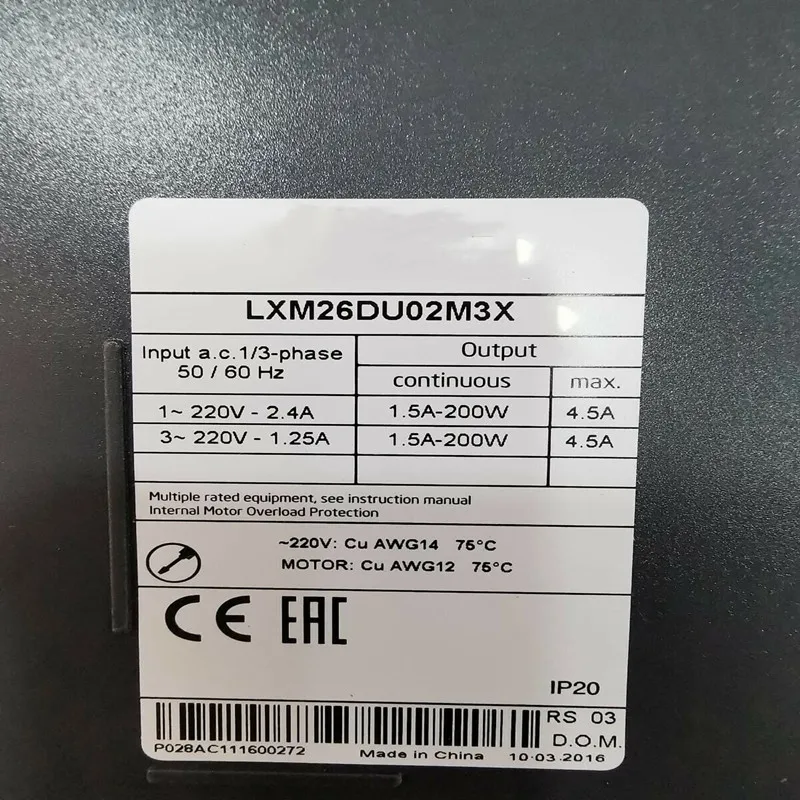 LXM26DU02M3X
Input a.c.1/3-phase
50 / 60 Hz
Output
continuous
max.
1~ 220V - 2.4A
1.5A-200W
4.5A
3~ 220V - 1.25A
1.5A-200W
4.5A
Multiple rated equipment, see instruction manual
Internal Motor Overload Protection
~220V: Cu AWG14 75°C
MOTOR: Cu AWG12 75°C
CE EAC
IP20
RS 03
D.O.M.
P028AC111600272
Made in China
10.03.2016